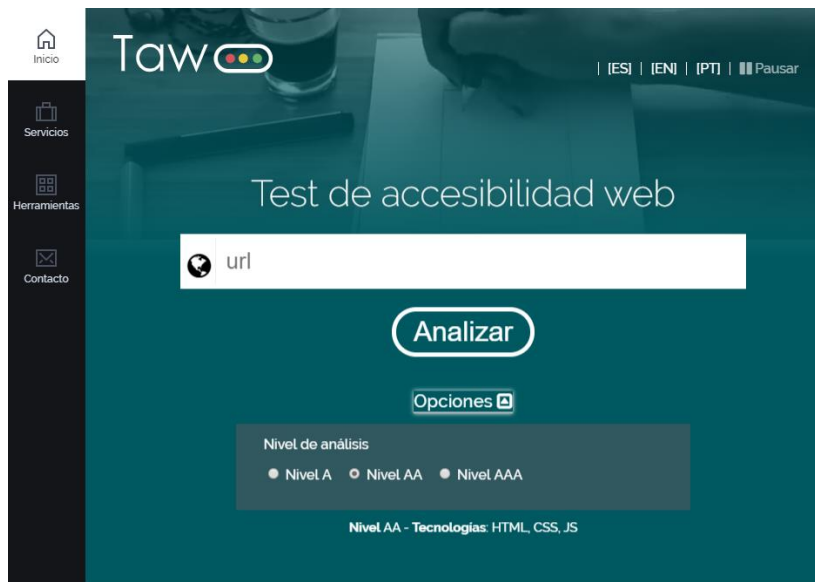 Inicio
Servicios
Herramientas
Contacto
Taw
| [ES] | [EN] | [PT] | Pausar
Test de accesibilidad web
url
Analizar
Opciones
Nivel de análisis
Nivel A Nivel AA Nivel AAA
Nivel AA - Tecnologías: HTML, CSS, JS